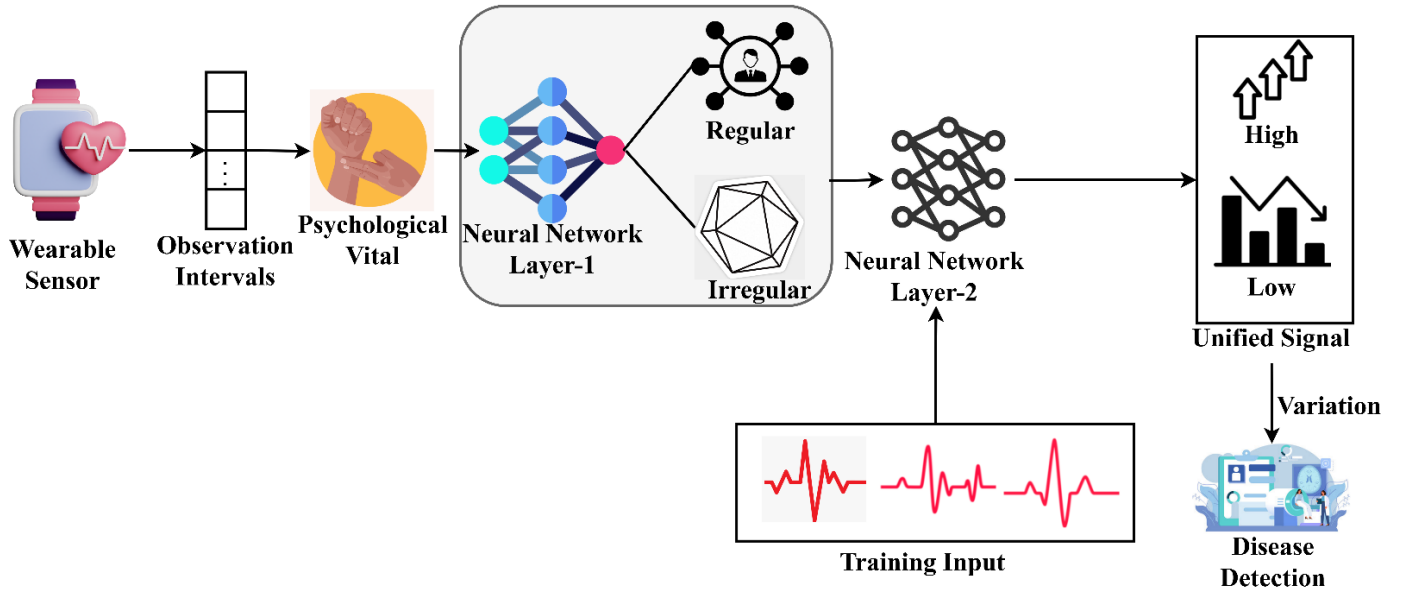 Wearable
Sensor
Observation
Intervals
Psychological
Vital
Neural Network
Layer-1
Regular
Irregular
Neural Network
Layer-2
Training Input
High
Low
Unified Signal
Variation
Disease
Detection